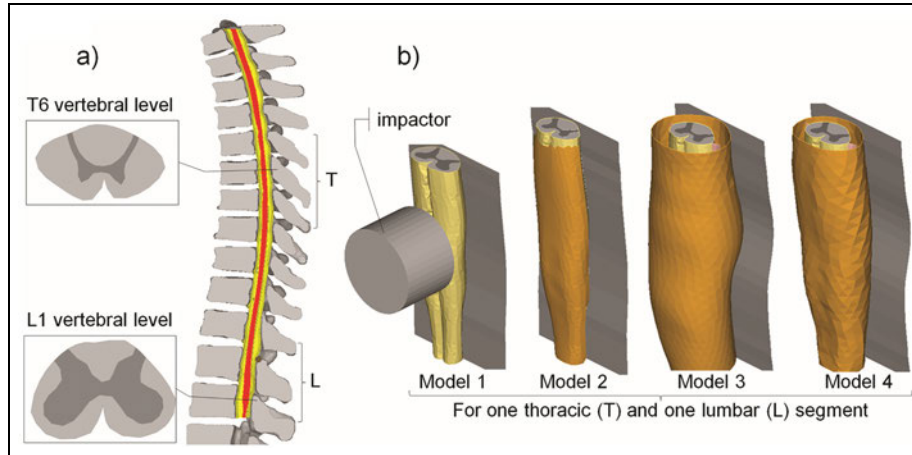 a)
T6 vertebral level
T
L1 vertebral level
L
b)
impactor
Model 1
Model 2
Model 3
Model 4
For one thoracic (T) and one lumbar (L) segment